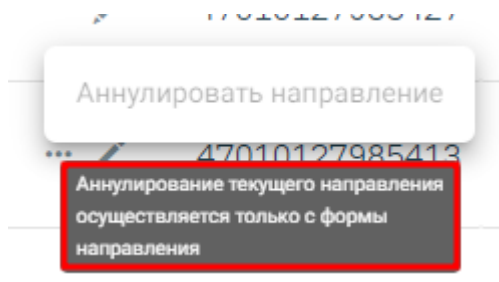 Аннулировать направление
47010127985413
Аннулирование текущего направления
осуществляется только с формы
направления